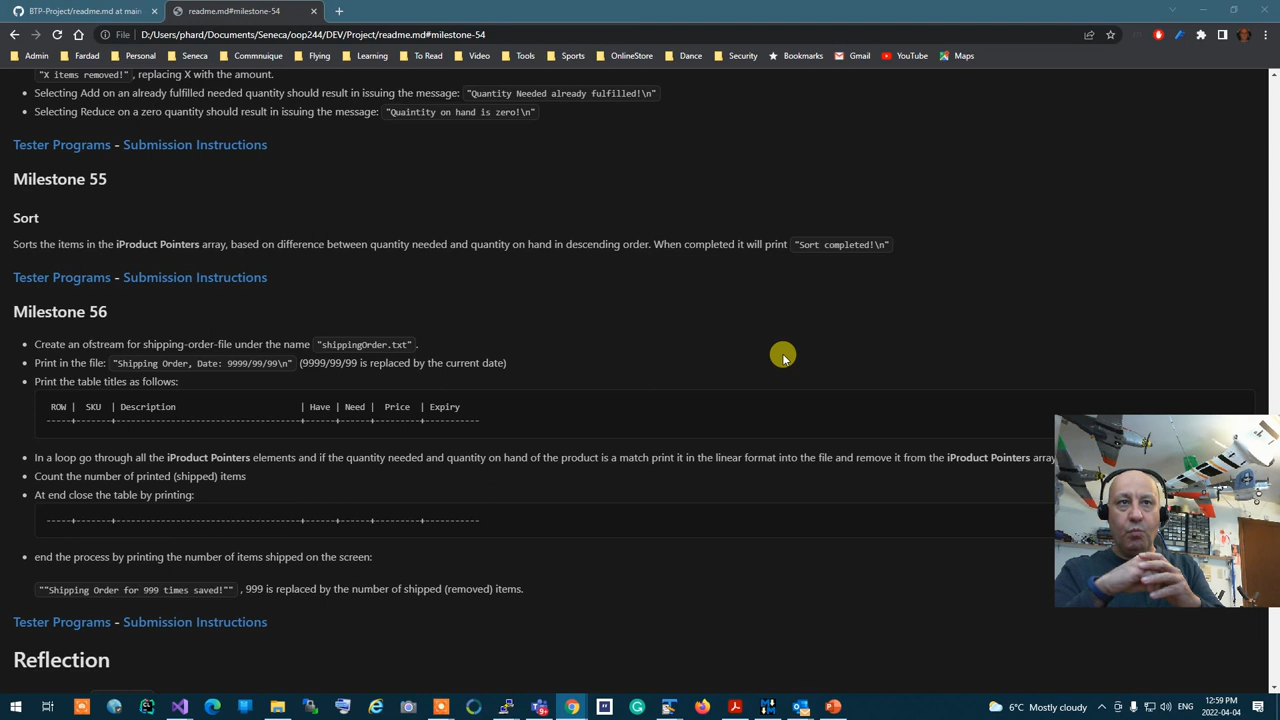 BTP-Project/readme.md at main
readme.md#milestone-54
File
D:/Users/phard/Documents/Seneca/oop244/DEV/Project/readme.md#milestone-54
Admin Fardad Personal Seneca Commnuique Flying Learning To Read Video Tools Sports OnlineStore Dance Security Bookmarks Gmail YouTube Maps
"X items removed!" , replacing X with the amount.
Selecting Add on an already fulfilled needed quantity should result in issuing the message: "Quantity Needed already fulfilled!\n"
Selecting Reduce on a zero quantity should result in issuing the message: "Quaintity on hand is zero!\n"
Tester Programs - Submission Instructions
Milestone 55
Sort
Sorts the items in the iProduct Pointers array, based on difference between quantity needed and quantity on hand in descending order. When completed it will print "Sort completed!\n"
Tester Programs - Submission Instructions
Milestone 56
Create an ofstream for shipping-order-file under the name "shippingOrder.txt".
Print in the file: "Shipping Order, Date: 9999/99/99\n" (9999/99/99 is replaced by the current date)
Print the table titles as follows:
ROW | SKU | Description | Have | Need | Price | Expiry
-----+-------+-------------------------------------+------+------+---------+-----------
In a loop go through all the iProduct Pointers elements and if the quantity needed and quantity on hand of the product is a match print it in the linear format into the file and remove it from the iProduct Pointers array
Count the number of printed (shipped) items
At end close the table by printing:
-----+-------+-------------------------------------+------+------+---------+-----------
end the process by printing the number of items shipped on the screen:
""Shipping Order for 999 times saved!"" , 999 is replaced by the number of shipped (removed) items.
Tester Programs - Submission Instructions
Reflection
6°C Mostly cloudy
12:59 PM
2022-04-04